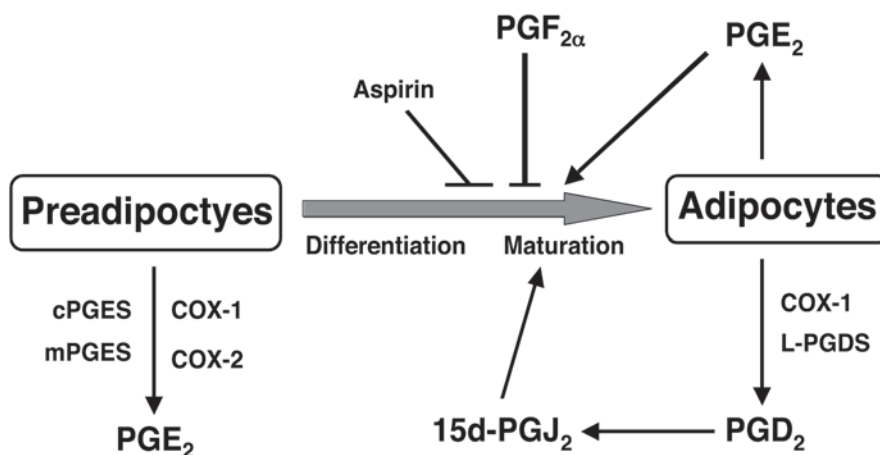 PGF2α
PGE2
Aspirin
Preadipoctyes
Adipocytes
Differentiation
Maturation
cPGES
COX-1
mPGES
COX-2
COX-1
L-PGDS
PGE2
15d-PGJ2
PGD2